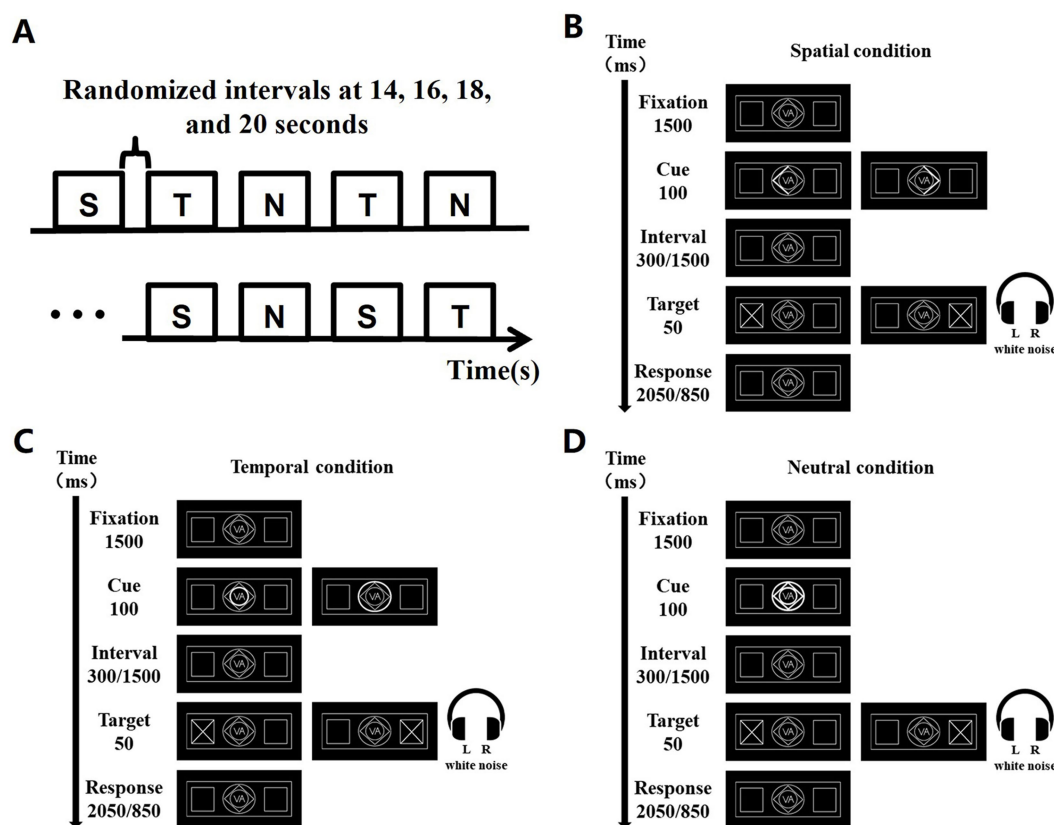 A
Randomized intervals at 14, 16, 18,
and 20 seconds
S T N T N
... S N S T
Time(s)
B
Time
（ms）
Spatial condition
Fixation
1500
VA
Cue
100
VA VA
Interval
300/1500
VA
Target
50
VA VA
L R
white noise
Response
2050/850
VA
C
Time
（ms）
Temporal condition
Fixation
1500
VA
Cue
100
VA VA
Interval
300/1500
VA
Target
50
VA VA
L R
white noise
Response
2050/850
VA
D
Time
（ms）
Neutral condition
Fixation
1500
VA
Cue
100
VA
Interval
300/1500
VA
Target
50
VA VA
L R
white noise
Response
2050/850
VA